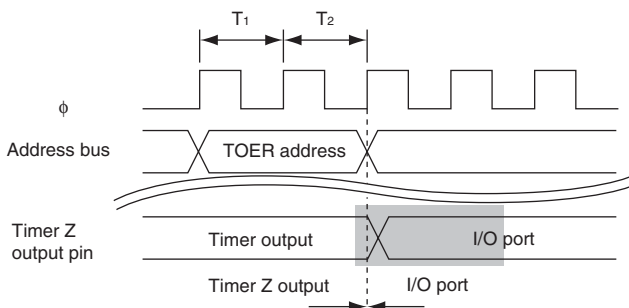 T1 T2
ϕ
Address bus TOER address
Timer Z
output pin
Timer output I/O port
Timer Z output I/O port